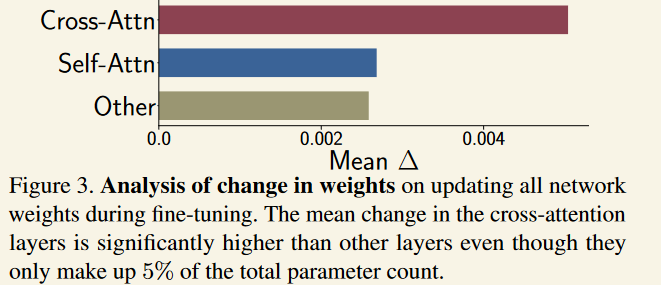 Cross-Attn
Self-Attn
Other
0.0 0.002 0.004
Mean Δ
Figure 3. Analysis of change in weights on updating all network
weights during fine-tuning. The mean change in the cross-attention
layers is significantly higher than other layers even though they
only make up 5% of the total parameter count.